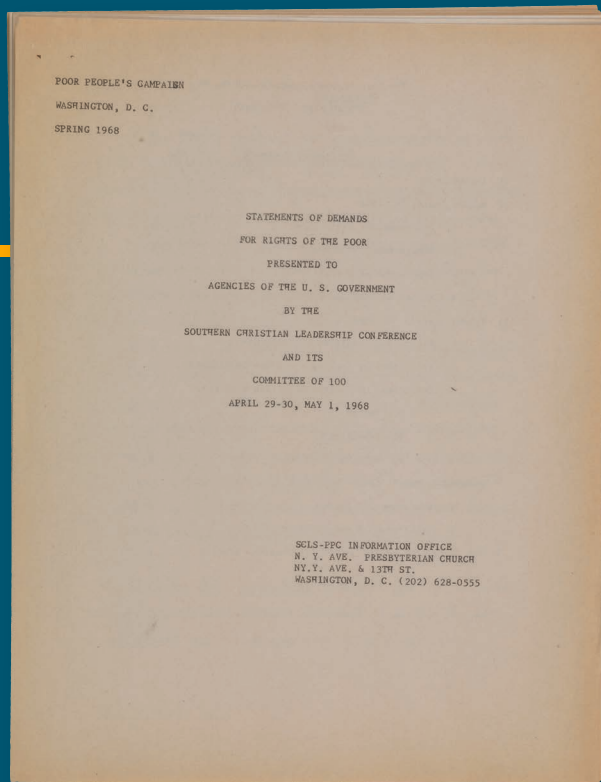 POOR PEOPLE'S GAMPAIGN
WASHINGTON, D. C.
SPRING 1968
STATEMENTS OF DEMANDS
FOR RIGHTS OF THE POOR
PRESENTED TO
AGENCIES OF THE U. S. GOVERNMENT
BY THE
SOUTHERN CHRISTIAN LEADERSHIP CONFERENCE
AND ITS
COMMITTEE OF 100
APRIL 29-30, MAY 1, 1968
SCLS-PPC INFORMATION OFFICE
N. Y. AVE. PRESBYTERIAN CHURCH
NY.Y. AVE. & 13TH ST.
WASHINGTON, D. C. (202) 628-0555